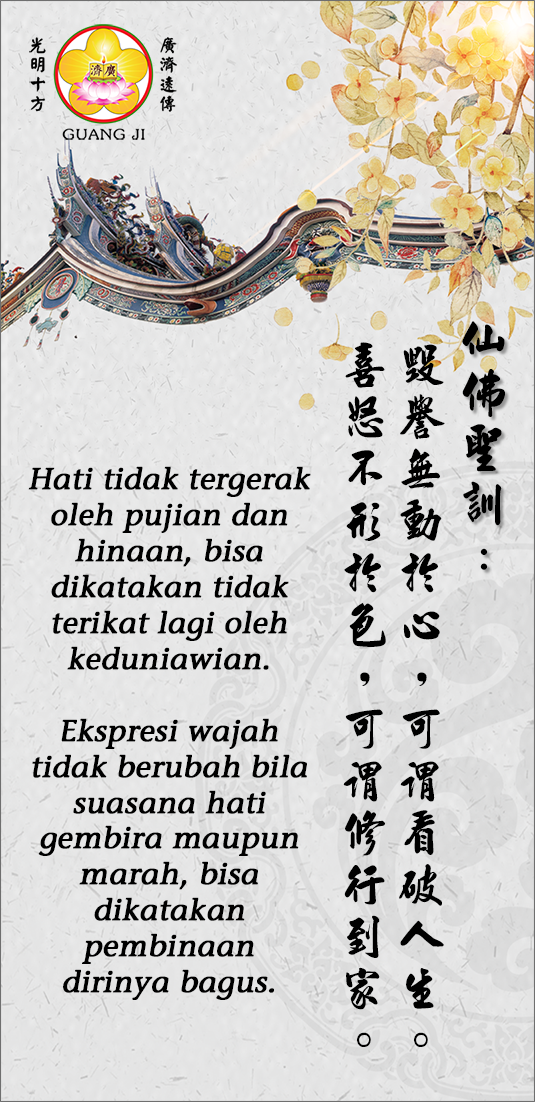 光明十方
廣濟
廣濟遠傳
GUANG JI
仙佛聖訓：
毀譽無動於心，可謂看破人生。
喜怒不形於色，可謂修行到家。
Hati tidak tergerak
oleh pujian dan
hinaan, bisa
dikatakan tidak
terikat lagi oleh
keduniawian.
Ekspresi wajah
tidak berubah bila
suasana hati
gembira maupun
marah, bisa
dikatakan
pembinaan
dirinya bagus.